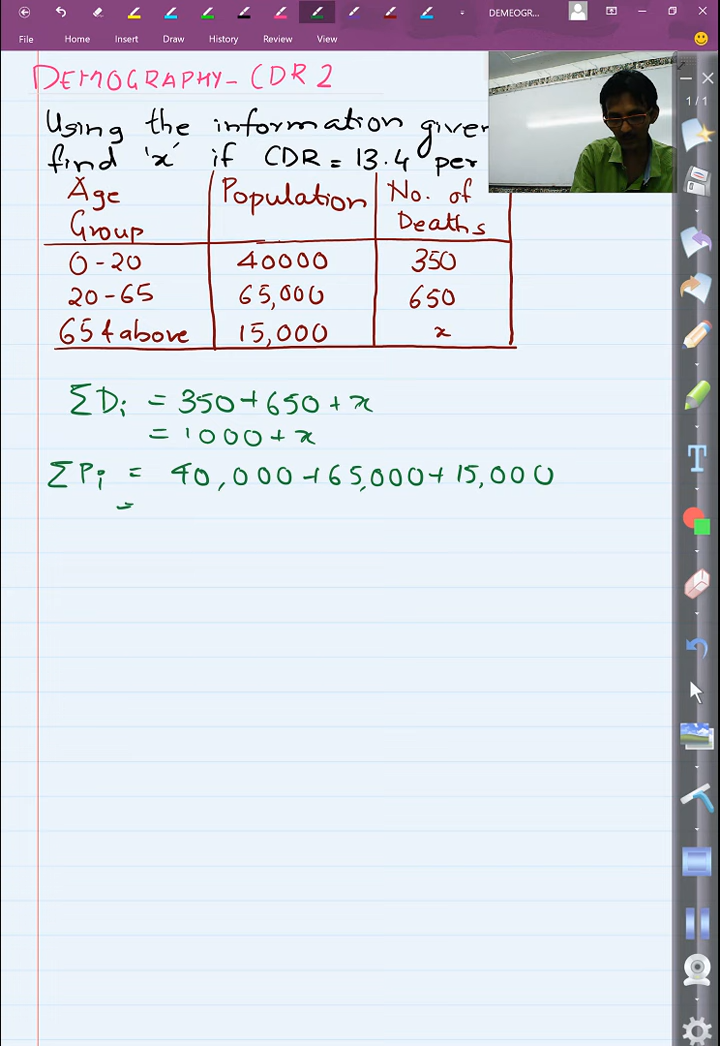 DEMEOGR...
File Home Insert Draw History Review View
DEMOGRAPHY - CDR 2
1 / 1
Using the information given
find 'x' if CDR = 13.4 per
Age Group Population No. of Deaths
0 - 20 40000 350
20 - 65 65,000 650
65 & above 15,000 x
ΣDi = 350 + 650 + x
= 1000 + x
ΣPi = 40,000 + 65,000 + 15,000
=
T